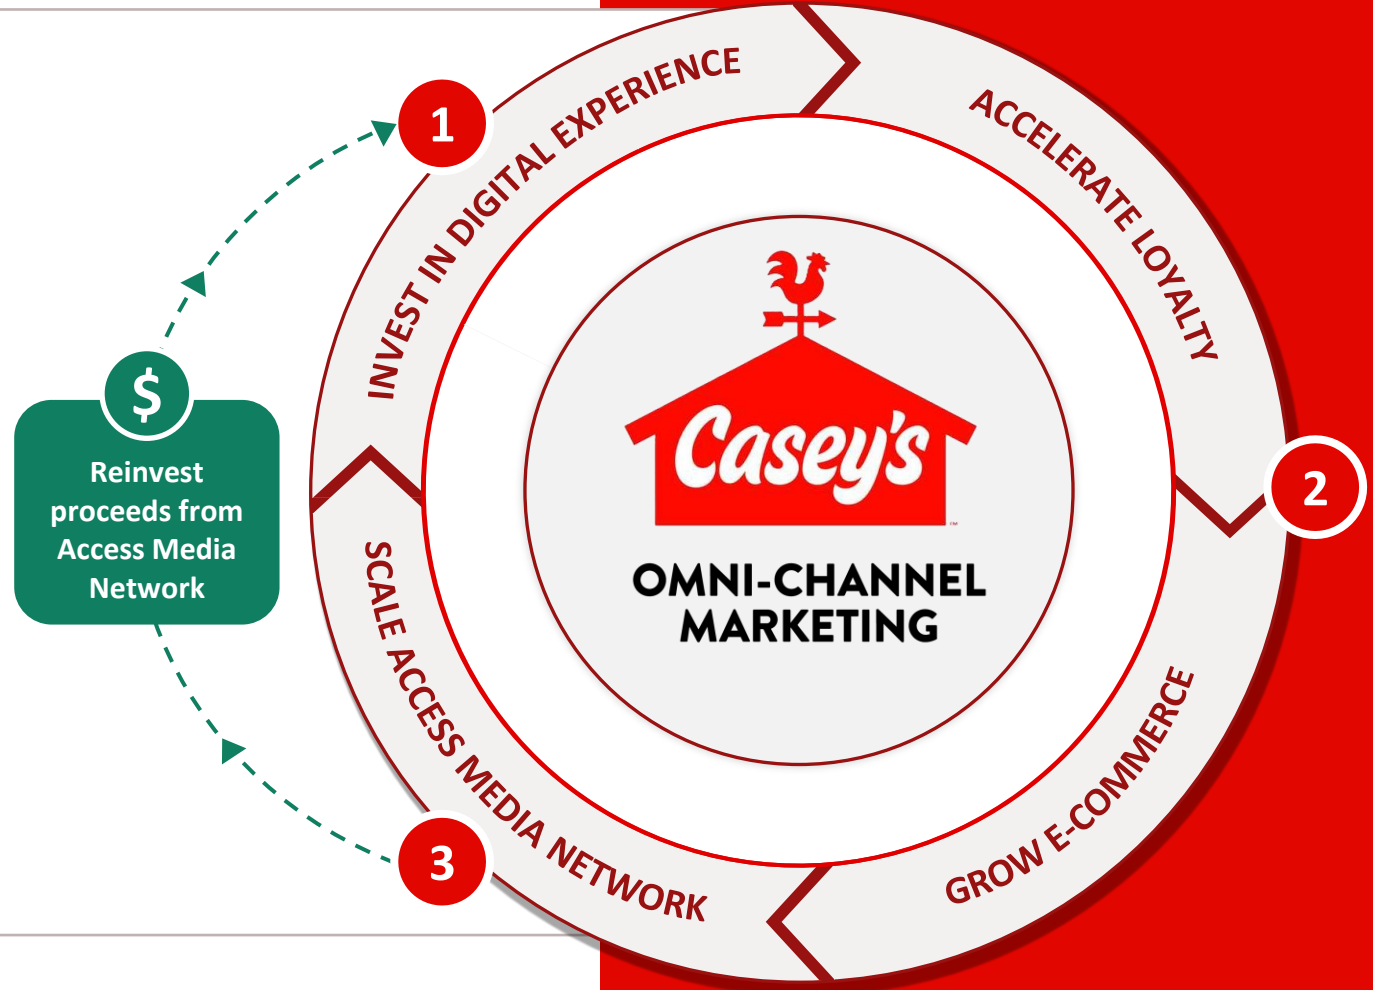 1
INVEST IN DIGITAL EXPERIENCE
ACCELERATE LOYALTY
2
GROW E-COMMERCE
3
SCALE ACCESS MEDIA NETWORK
$
Reinvest
proceeds from
Access Media
Network
Casey's
™
OMNI-CHANNEL
MARKETING